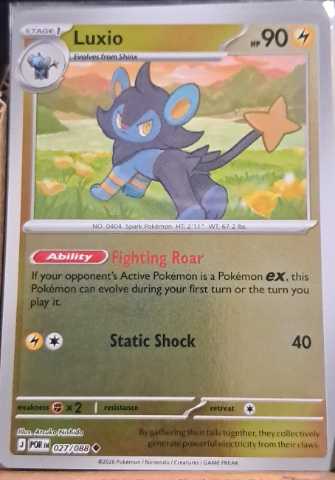 STAGE 1
Luxio
HP 90
Evolves from Shinx
NO. 0404 Spark Pokémon HT: 2'11" WT: 67.2 lbs.
Ability Fighting Roar
If your opponent's Active Pokémon is a Pokémon ex, this
Pokémon can evolve during your first turn or the turn you
play it.
Static Shock 40
weakness ×2 resistance retreat
Illus.
J POR EN 027/088
By gathering their tails together, they collectively
generate powerful electricity from their claws.
©2026 Pokémon / Nintendo / Creatures / GAME FREAK